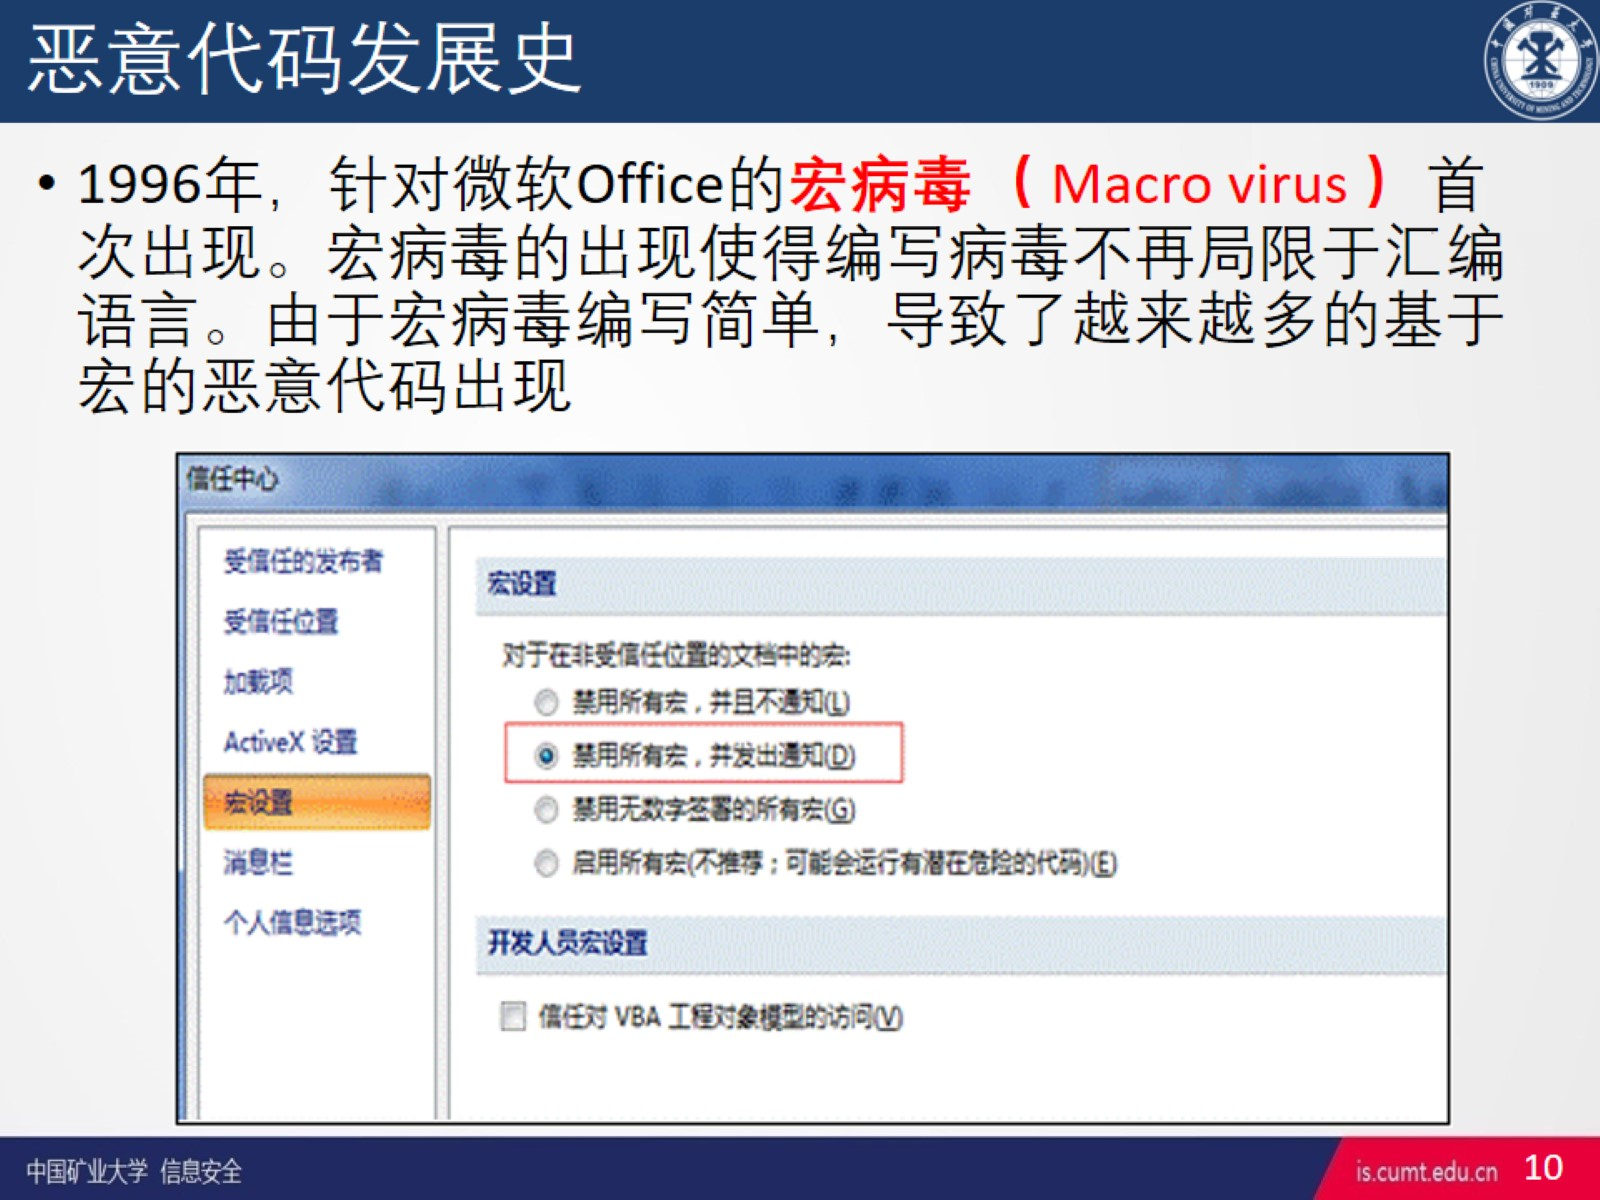 恶意代码发展史
• 1996年，针对微软Office的宏病毒（Macro virus）首
次出现。宏病毒的出现使得编写病毒不再局限于汇编
语言。由于宏病毒编写简单，导致了越来越多的基于
宏的恶意代码出现
信任中心
受信任的发布者
受信任位置
加载项
ActiveX 设置
宏设置
消息栏
个人信息选项
宏设置
对于在非受信任位置的文档中的宏:
禁用所有宏，并且不通知(L)
禁用所有宏，并发出通知(D)
禁用无数字签署的所有宏(G)
启用所有宏(不推荐；可能会运行有潜在危险的代码)(E)
开发人员宏设置
信任对 VBA 工程对象模型的访问(V)
中国矿业大学 信息安全
is.cumt.edu.cn 10
1909
CHINA UNIVERSITY OF MINING AND TECHNOLOGY